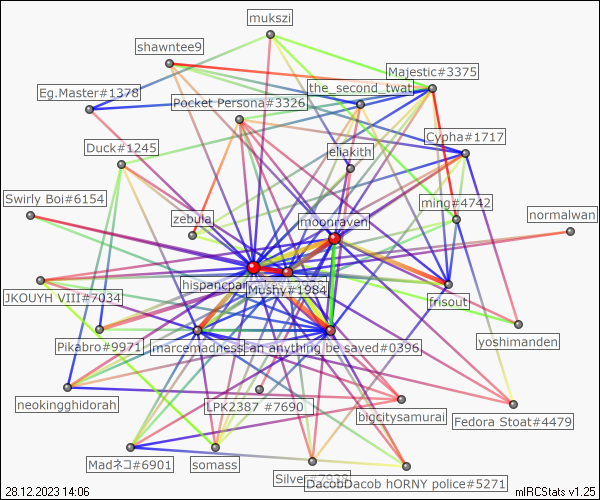 mukszi
shawntee9
Majestic#3375
the_second_twat
Eg.Master#1378
Pocket Persona#3326
Cypha#1717
Duck#1245
eliakith
Swirly Boi#6154
ming#4742
zebula
moonraven
normalwan
hispancpar
Mushy#1984
JKOUYH VIII#7034
frisout
yoshimanden
Pikabro#9971
marcemadness
can anything be saved#0396
neokingghidorah
LPK2387 #7690
bigcitysamurai
Fedora Stoat#4479
Madネコ#6901
somass
DacobDacob hORNY police#5271
28.12.2023 14:06
mIRCStats v1.25